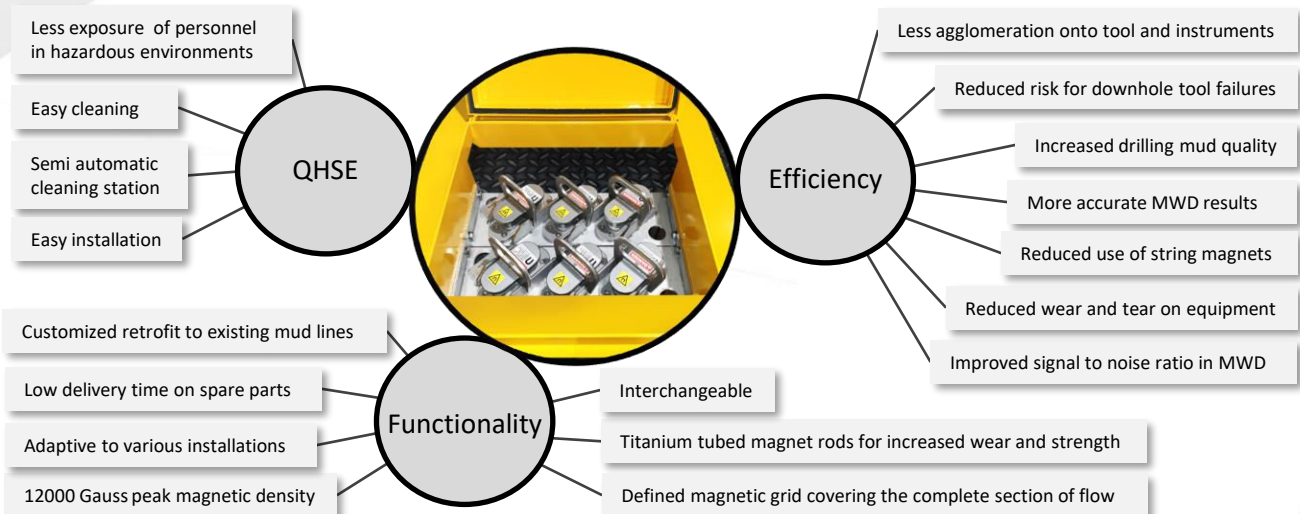 Less exposure of personnel
in hazardous environments
Easy cleaning
Semi automatic
cleaning station
Easy installation
QHSE
Efficiency
Less agglomeration onto tool and instruments
Reduced risk for downhole tool failures
Increased drilling mud quality
More accurate MWD results
Reduced use of string magnets
Reduced wear and tear on equipment
Improved signal to noise ratio in MWD
Functionality
Customized retrofit to existing mud lines
Low delivery time on spare parts
Adaptive to various installations
12000 Gauss peak magnetic density
Interchangeable
Titanium tubed magnet rods for increased wear and strength
Defined magnetic grid covering the complete section of flow